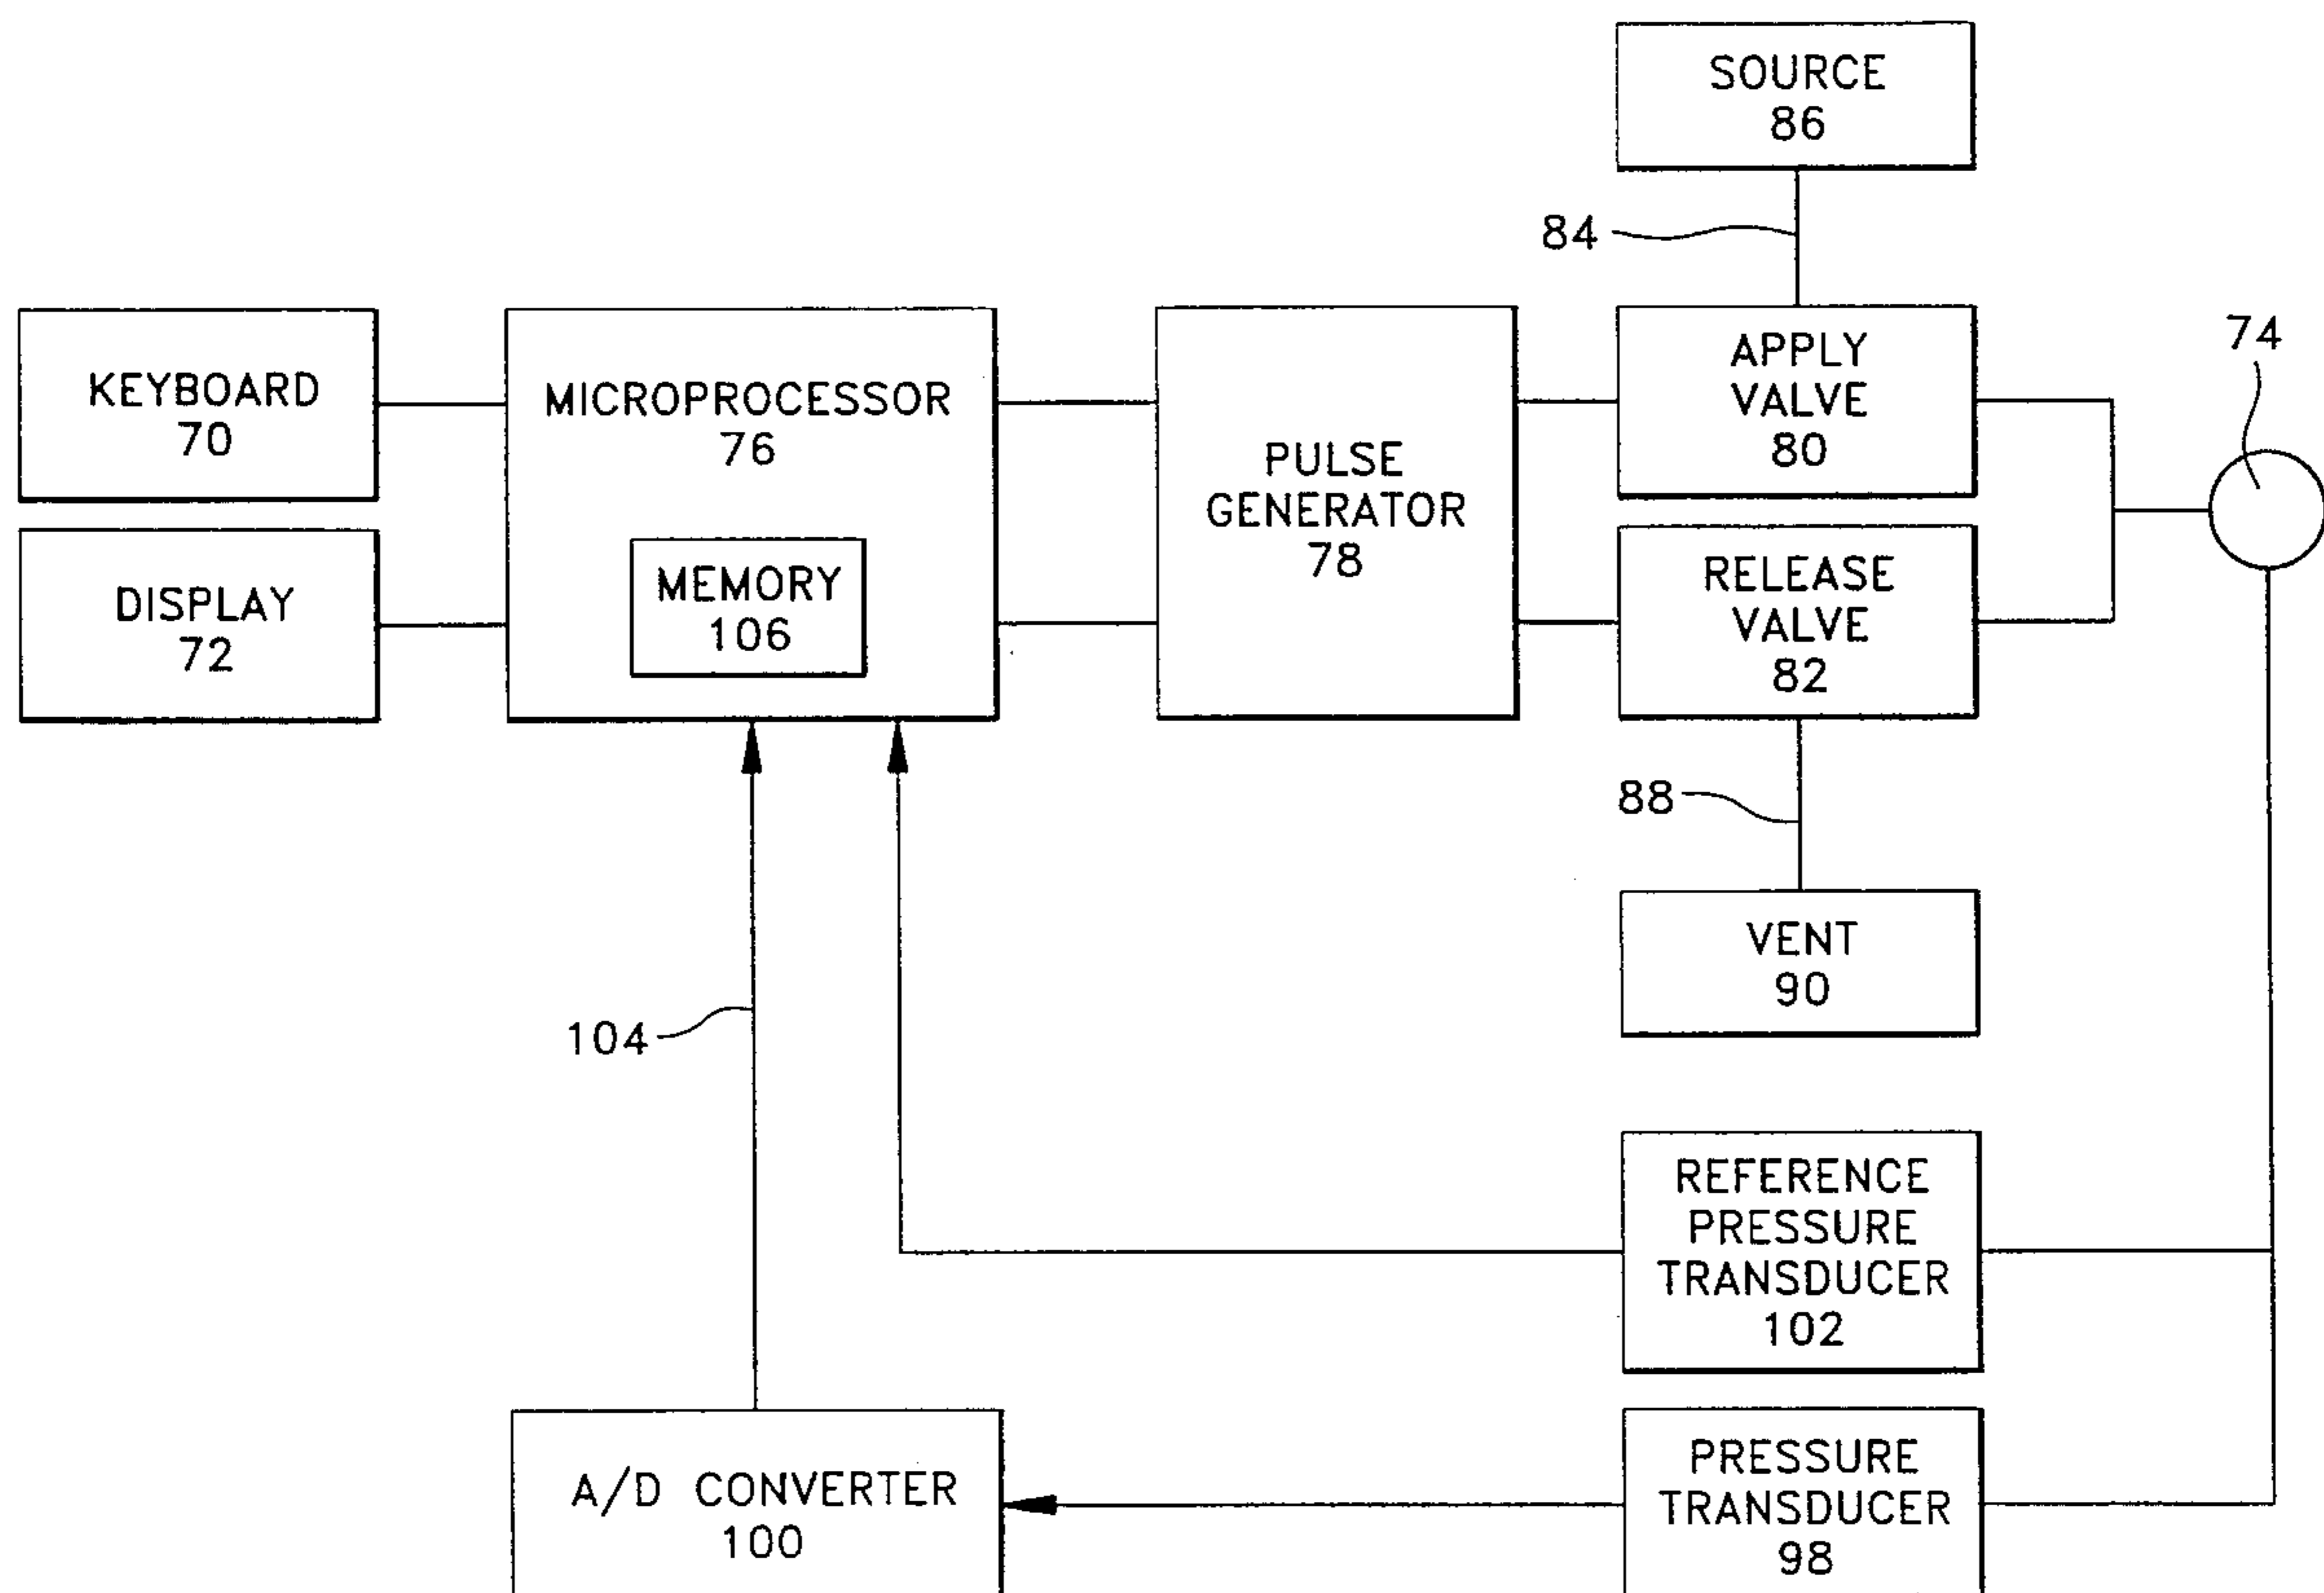 SOURCE
86
84
74
KEYBOARD
70
MICROPROCESSOR
76
PULSE
GENERATOR
78
APPLY
VALVE
80
DISPLAY
72
MEMORY
106
RELEASE
VALVE
82
88
VENT
90
104
REFERENCE
PRESSURE
TRANSDUCER
102
A/D CONVERTER
100
PRESSURE
TRANSDUCER
98